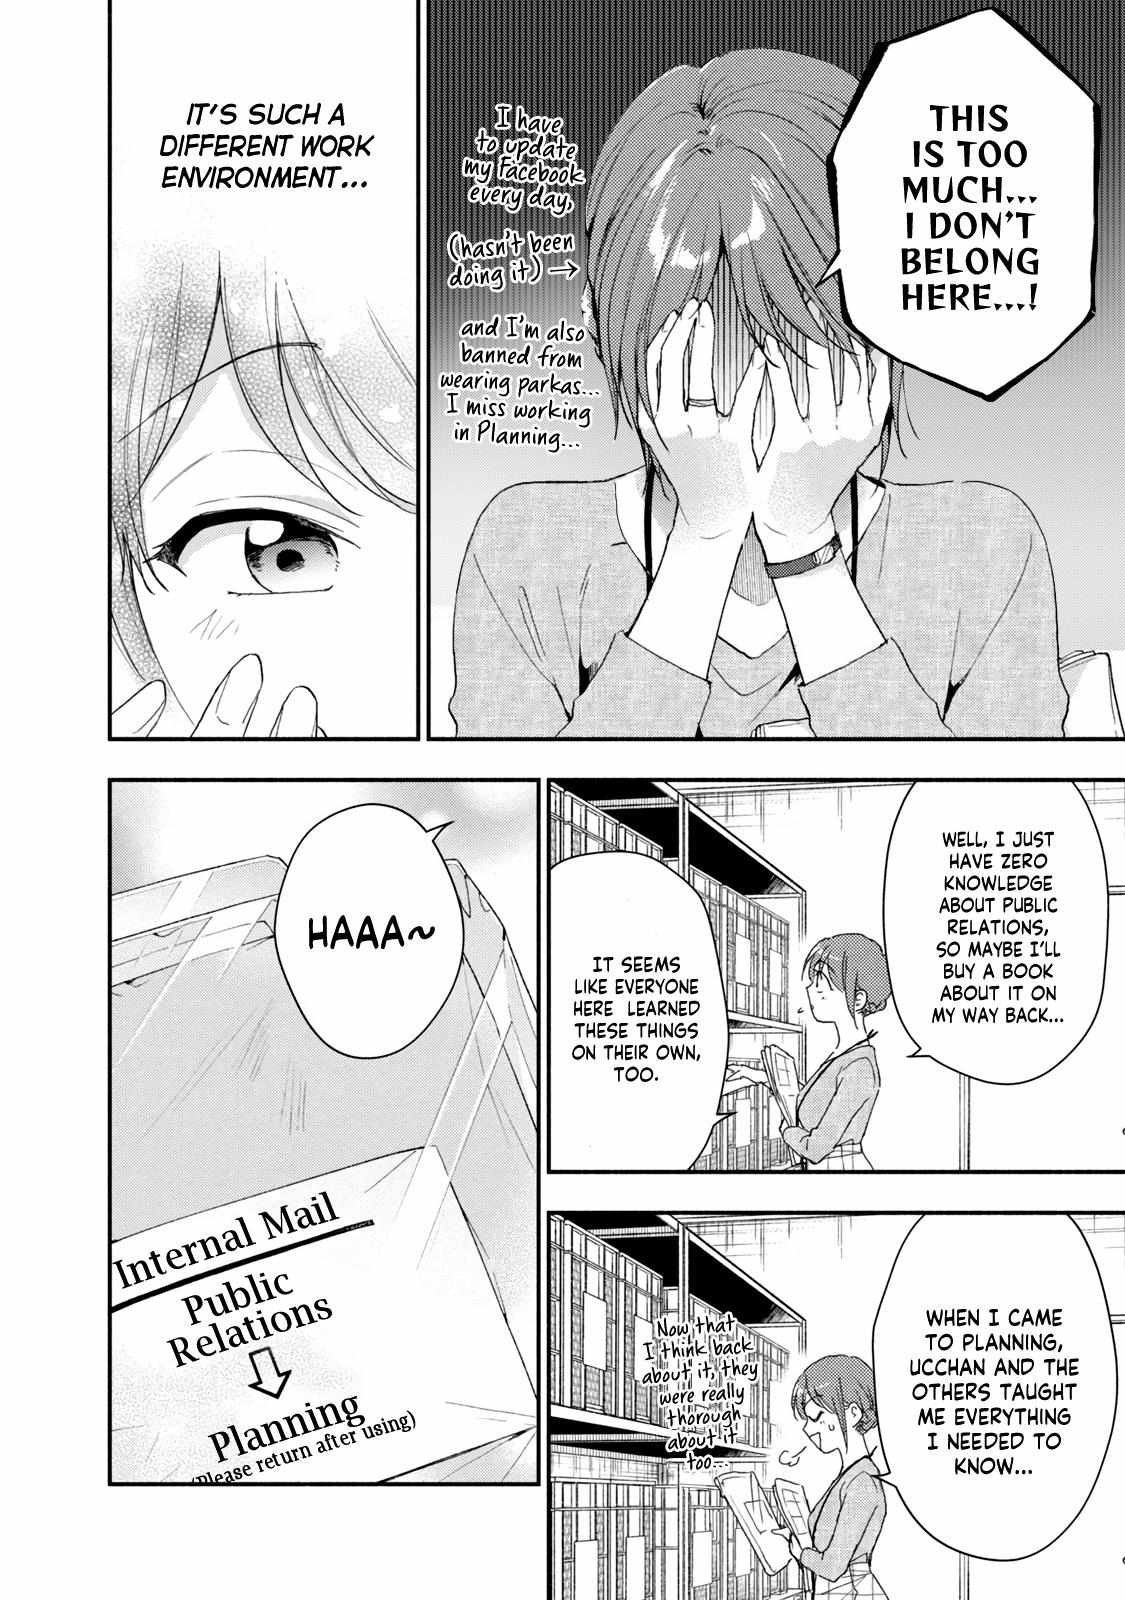 THIS
IS TOO
MUCH...
I DON'T
BELONG
HERE...!
I have
to update
my Facebook
every day,
(hasn't been
doing it) →
and I'm also
banned from
wearing parkas...
I miss working
in Planning...
IT'S SUCH A
DIFFERENT WORK
ENVIRONMENT...
WELL, I JUST
HAVE ZERO
KNOWLEDGE
ABOUT PUBLIC
RELATIONS,
SO MAYBE I'LL
BUY A BOOK
ABOUT IT ON
MY WAY BACK...
IT SEEMS
LIKE EVERYONE
HERE LEARNED
THESE THINGS
ON THEIR OWN,
TOO.
WHEN I CAME
TO PLANNING,
UCCHAN AND THE
OTHERS TAUGHT
ME EVERYTHING
I NEEDED TO
KNOW...
Now that
I think back
about it, they
were really
thorough
about it
too...
HAAA~
Internal Mail
Public
Relations
Planning
(Please return after using)